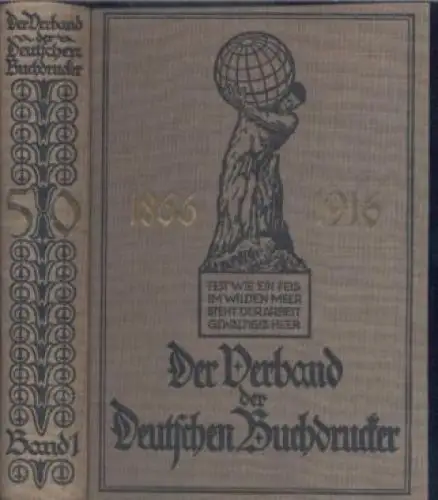 Der Verband
der
Deutschen
Buchdrucker
50
Band 1
1866 1916
FEST WIE EIN FELS
IM WILDEN MEER
STEHT DER ARBEIT
GEWALTIGES HEER
Der Verband
der
Deutschen Buchdrucker